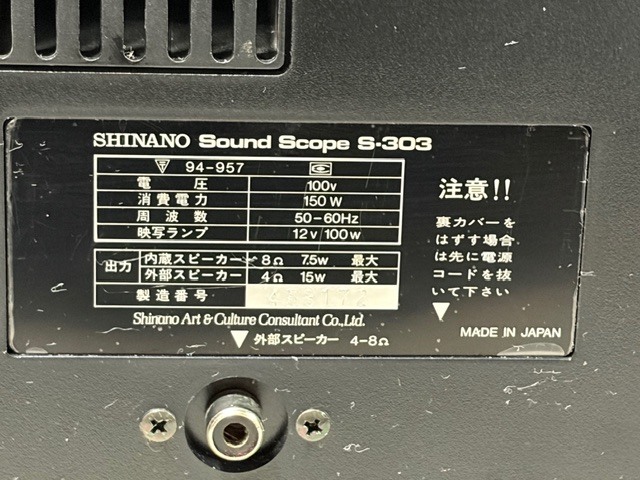 SHINANO Sound Scope S-303
94-957
電圧 100v
消費電力 150W
周波数 50-60Hz
映写ランプ 12v/100w
出力 内蔵スピーカー 8Ω 7.5w 最大
外部スピーカー 4Ω 15w 最大
製造番号
Shinano Art & Culture Consultant Co., Ltd.
▼ 外部スピーカー 4-8Ω
注意!!
裏カバーを
はずす場合
は先に電源
コードを抜
いて下さい
▼
MADE IN JAPAN